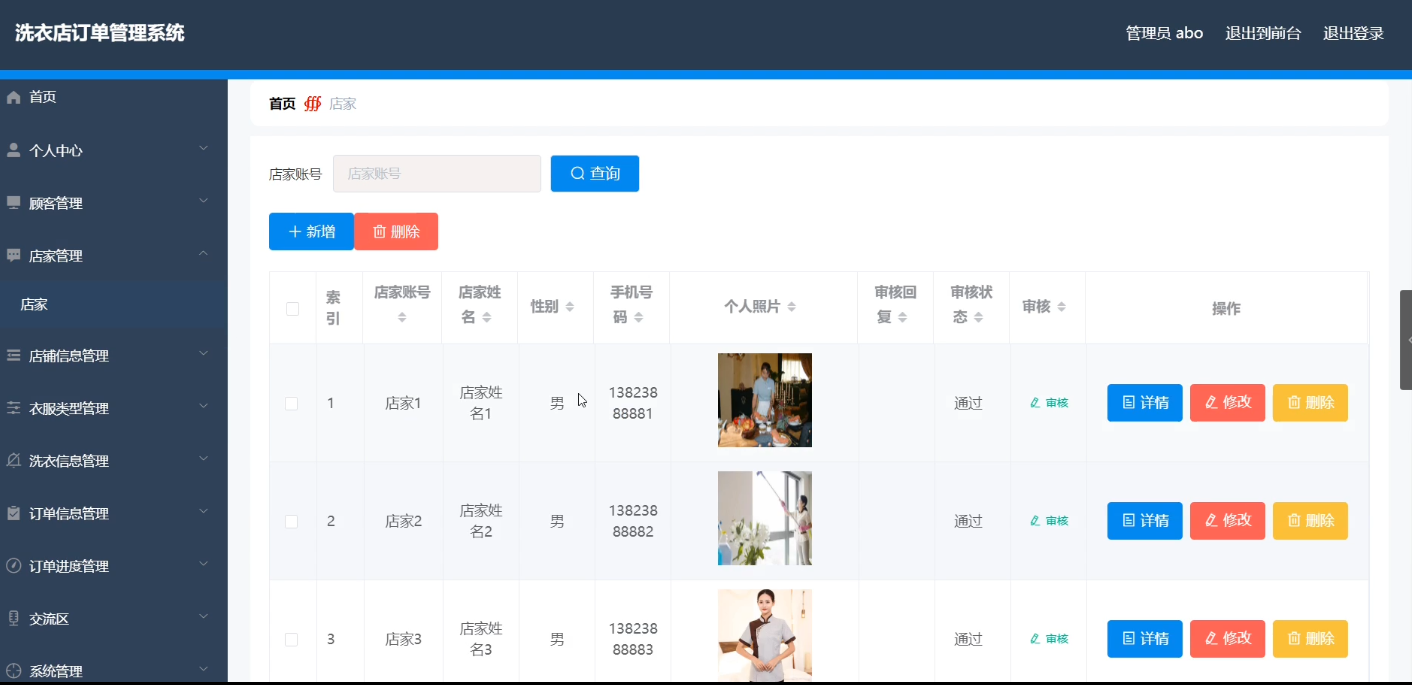 洗衣店订单管理系统
管理员 abo 退出到前台 退出登录
首页
个人中心
顾客管理
店家管理
店家
店铺信息管理
衣服类型管理
洗衣信息管理
订单信息管理
订单进度管理
交流区
系统管理
首页 店家
店家账号 店家账号 查询
新增 删除
索引 店家账号 店家姓名 性别 手机号码 个人照片 审核回复 审核状态 审核 操作
1 店家1 店家姓名1 男 13823888881 通过 审核 详情 修改 删除
2 店家2 店家姓名2 男 13823888882 通过 审核 详情 修改 删除
3 店家3 店家姓名3 男 13823888883 通过 审核 详情 修改 删除